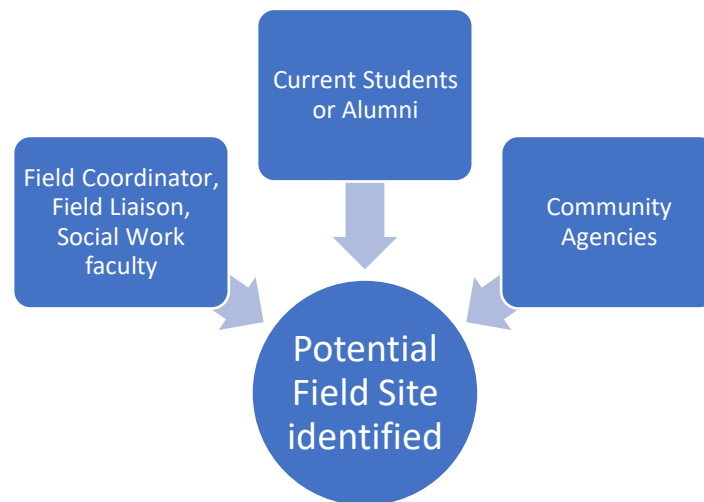 Current Students
or Alumni
Field Coordinator,
Field Liaison,
Social Work
faculty
Community
Agencies
Potential
Field Site
identified